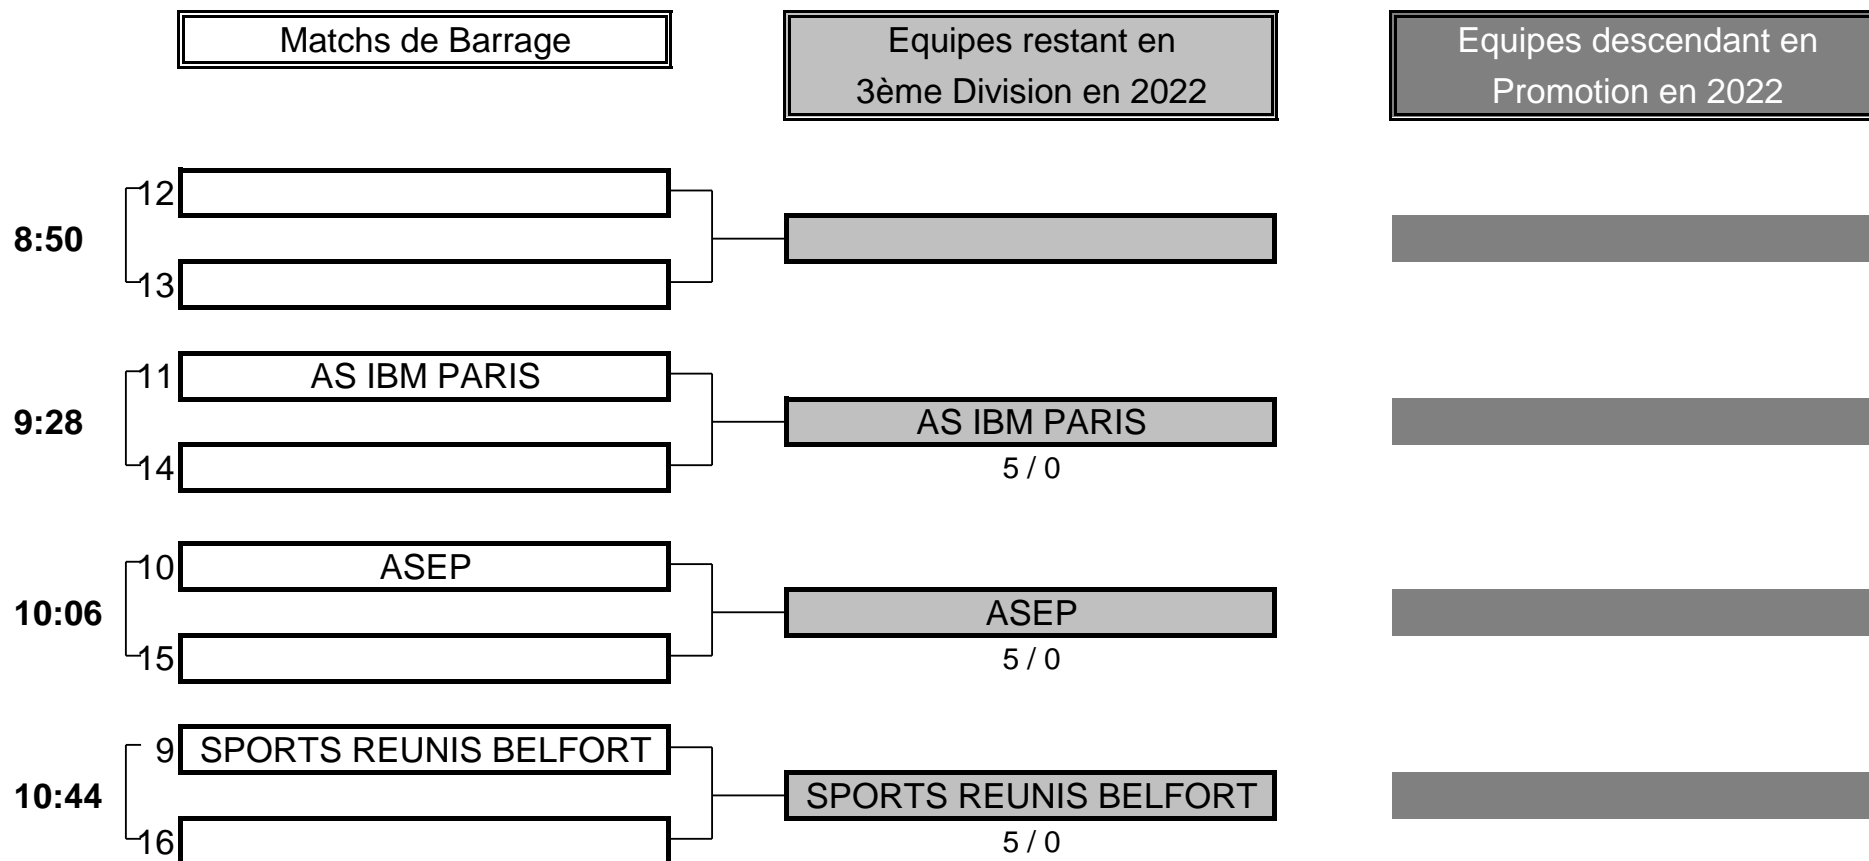 Matchs de Barrage
Equipes restant en
3ème Division en 2022
Equipes descendant en
Promotion en 2022
12
8:50
13
11 AS IBM PARIS
9:28 AS IBM PARIS
14 5 / 0
10 ASEP
10:06 ASEP
15 5 / 0
9 SPORTS REUNIS BELFORT
10:44 SPORTS REUNIS BELFORT
16 5 / 0